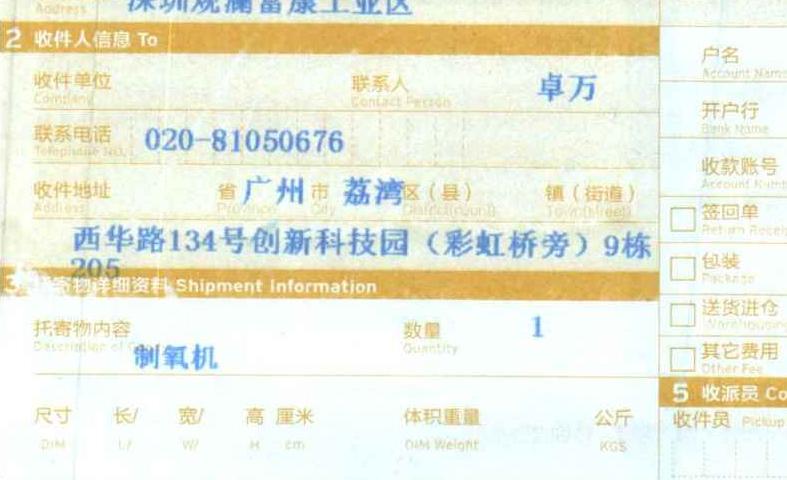 Address 深圳观澜富康工业区
2 收件人信息 To
收件单位 联系人 卓万
Company Contact Person
联系电话 020-81050676
Telephone No.
收件地址 省 广州 市 荔湾 区（县） 镇（街道）
Address Province City District(County) Town(Street)
西华路134号创新科技园（彩虹桥旁）9栋
205
3 寄物详细资料 Shipment Information
托寄物内容 数量 1
Description of Quantity
制氧机
尺寸 长/ 宽/ 高 厘米 体积重量 公斤
DIM L/ W/ H cm DIM Weight KGS
户名
Account Name
开户行
Bank Name
收款账号
Account Numb
签回单
Return Receip
包装
Package
送货进仓
Warehousing
其它费用
Other Fee
5 收派员 Co
收件员 Pickup